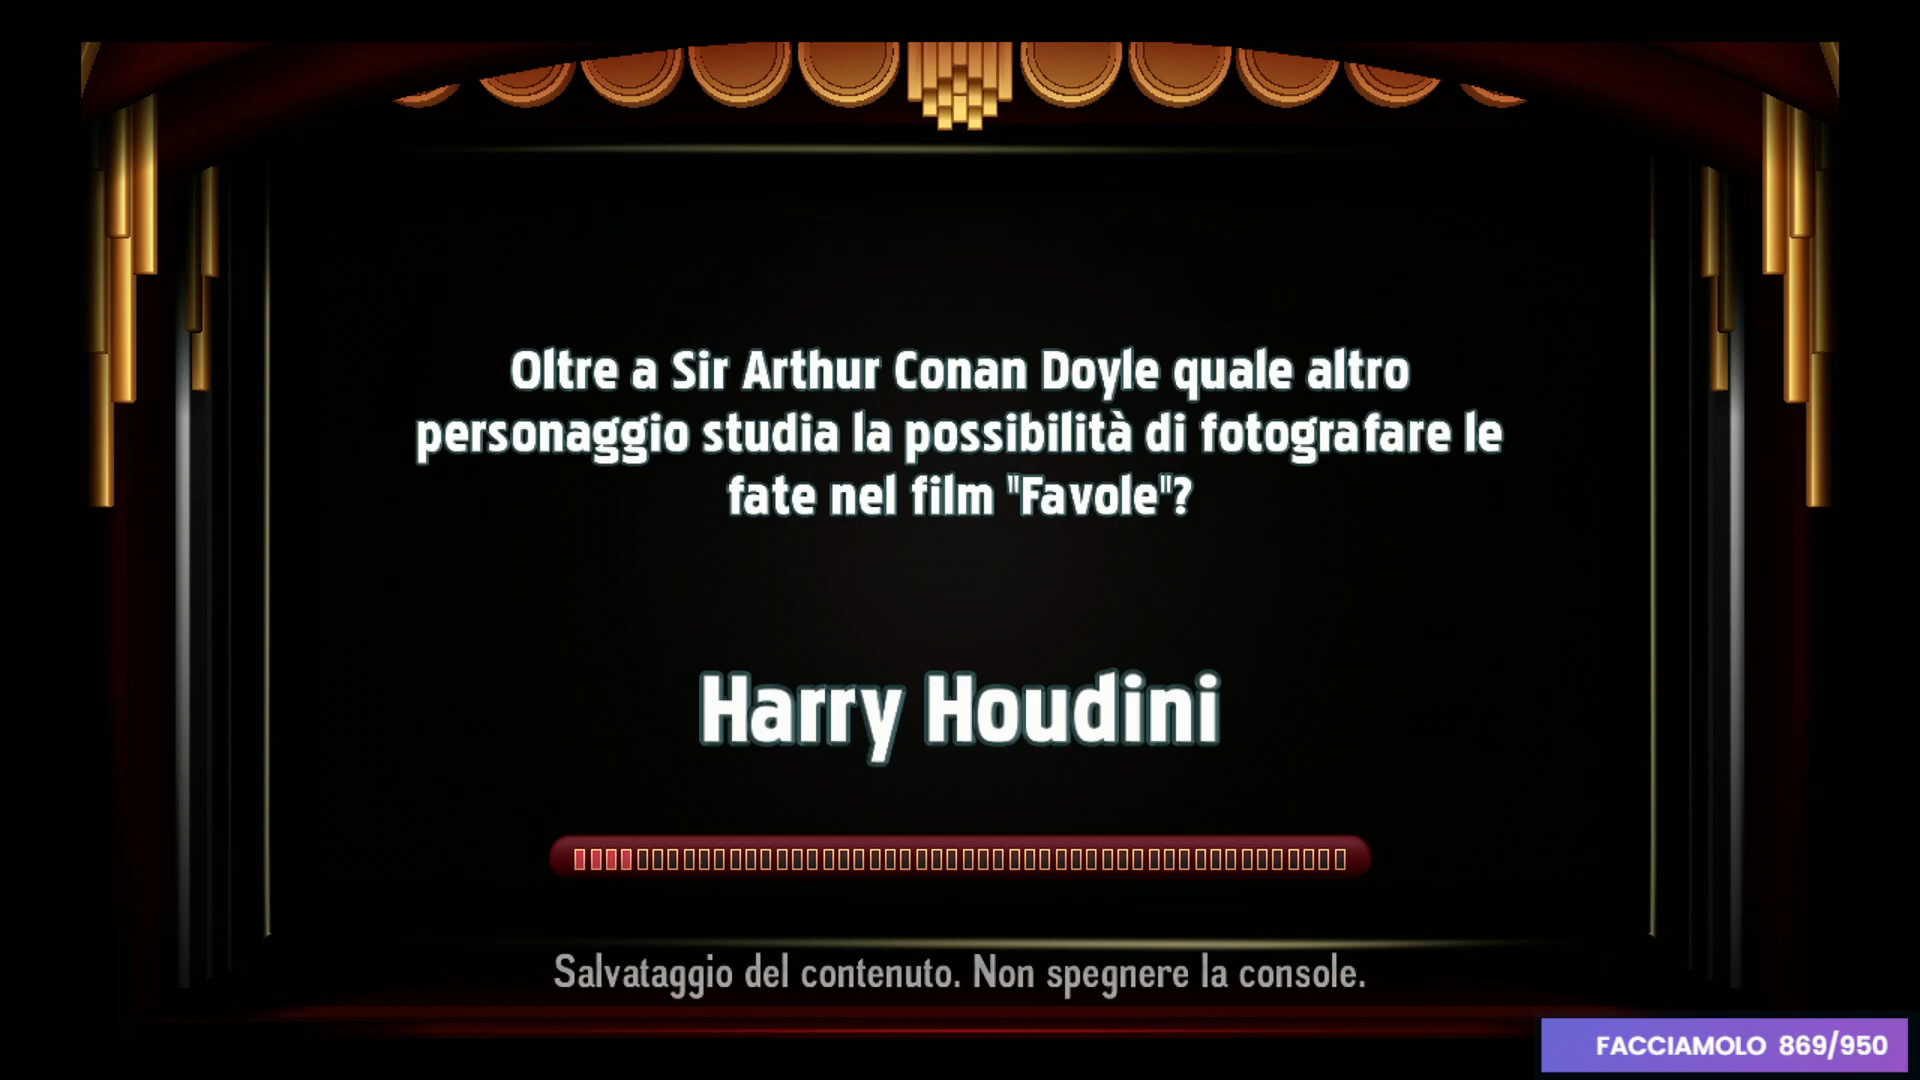 Oltre a Sir Arthur Conan Doyle quale altro
personaggio studia la possibilità di fotografare le
fate nel film "Favole"?
Harry Houdini
Salvataggio del contenuto. Non spegnere la console.
FACCIAMOLO 869/950